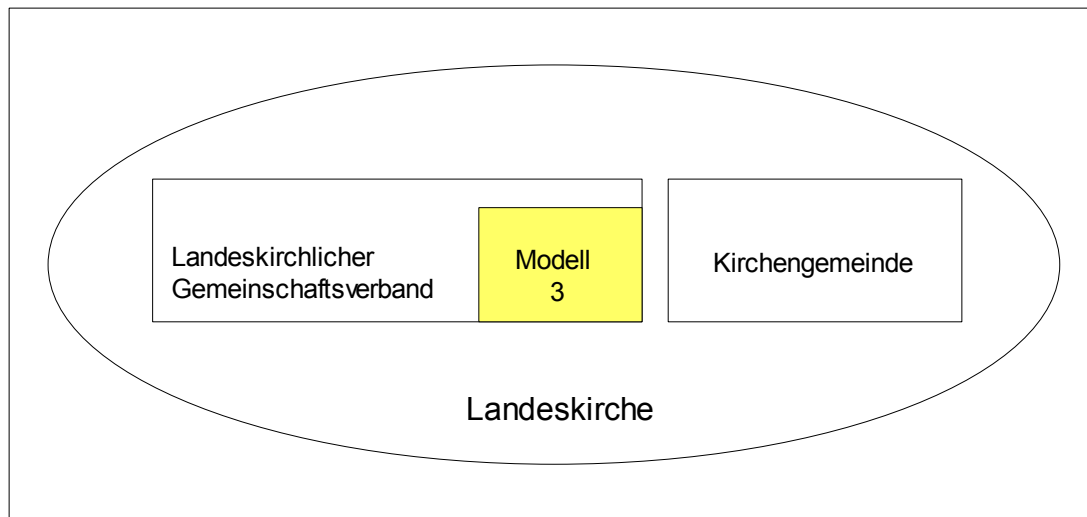 Landeskirchlicher
Gemeinschaftsverband
Modell
3
Kirchengemeinde
Landeskirche